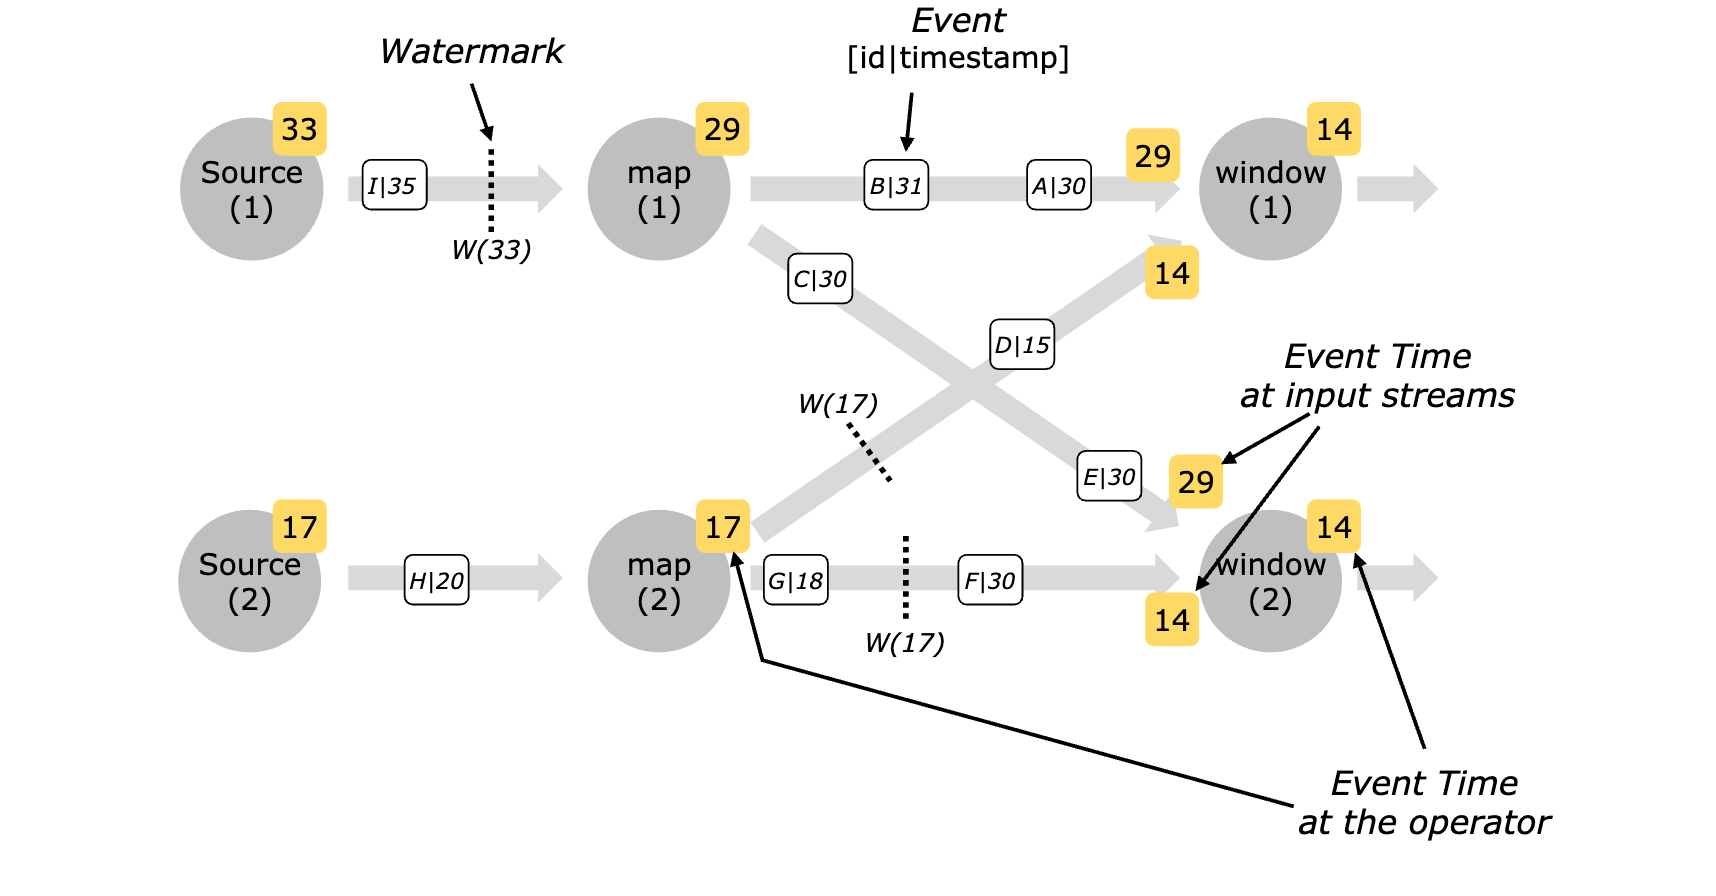 Event
[id|timestamp]
Watermark
33
29
29
14
Source
(1)
I|35
map
(1)
B|31
A|30
window
(1)
W(33)
C|30
14
D|15
Event Time
at input streams
W(17)
E|30
29
17
17
14
Source
(2)
H|20
map
(2)
G|18
F|30
window
(2)
14
W(17)
Event Time
at the operator